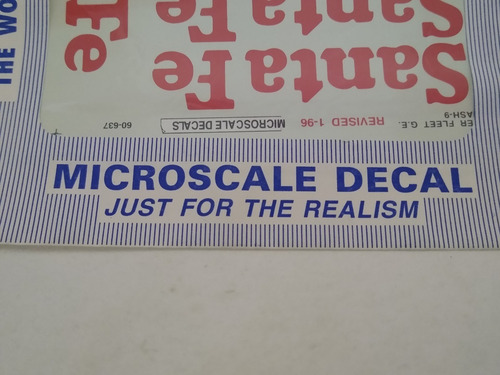 THE WO
Santa Fe
Santa Fe
Fe
ER FLEET G.E.
ASH-9
REVISED 1-96
MICROSCALE DECALS
60-637
MICROSCALE DECAL
JUST FOR THE REALISM